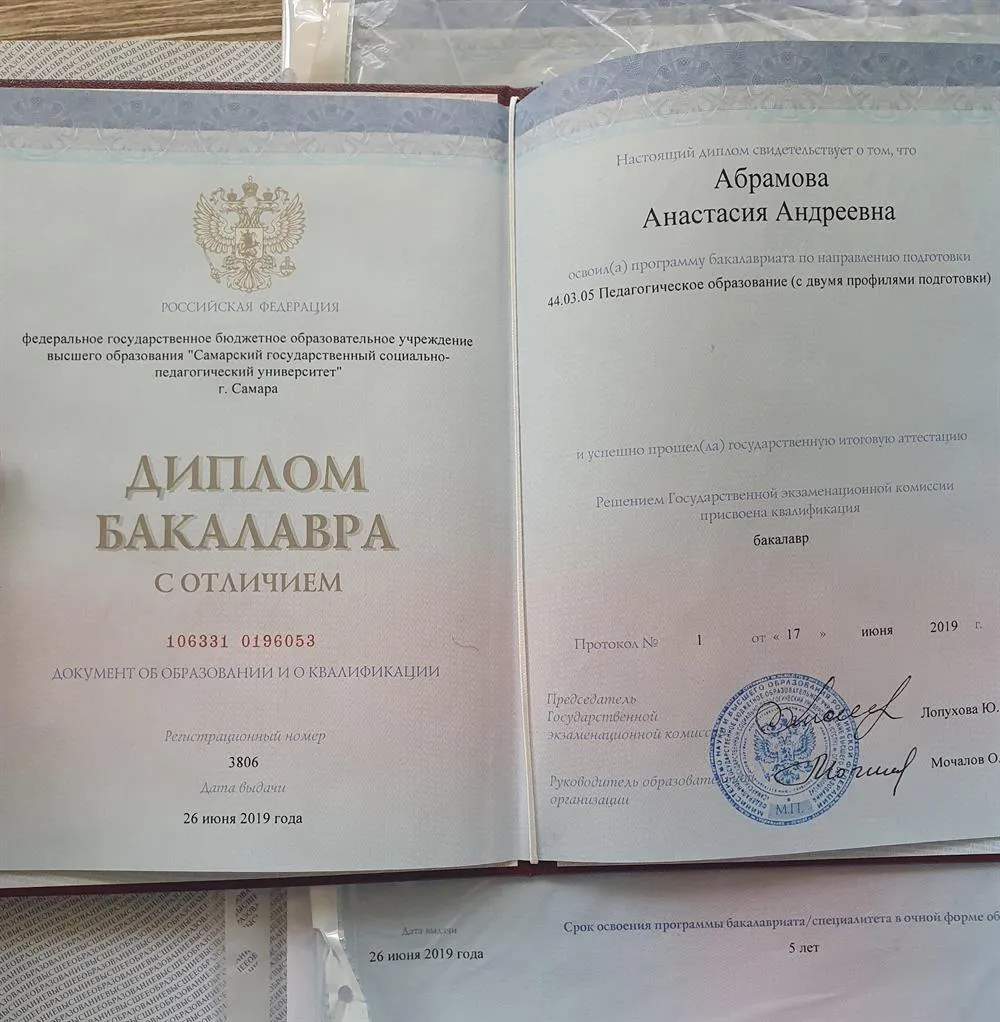 РОССИЙСКАЯ ФЕДЕРАЦИЯ
федеральное государственное бюджетное образовательное учреждение
высшего образования "Самарский государственный социально-
педагогический университет"
г. Самара
ДИПЛОМ
БАКАЛАВРА
С ОТЛИЧИЕМ
106331 0196053
ДОКУМЕНТ ОБ ОБРАЗОВАНИИ И О КВАЛИФИКАЦИИ
Регистрационный номер
3806
Дата выдачи
26 июня 2019 года
Настоящий диплом свидетельствует о том, что
Абрамова
Анастасия Андреевна
освоил(а) программу бакалавриата по направлению подготовки
44.03.05 Педагогическое образование (с двумя профилями подготовки)
и успешно прошел(ла) государственную итоговую аттестацию
Решением Государственной экзаменационной комиссии
присвоена квалификация
бакалавр
Протокол № 1 от « 17 » июня 2019 г.
Председатель
Государственной
экзаменационной комисс
Лопухова Ю.
Руководитель образоват
организации
Мочалов О.
М.П.
Дата выдачи
26 июня 2019 года
Срок освоения программы бакалавриата/специалитета в очной форме об
5 лет